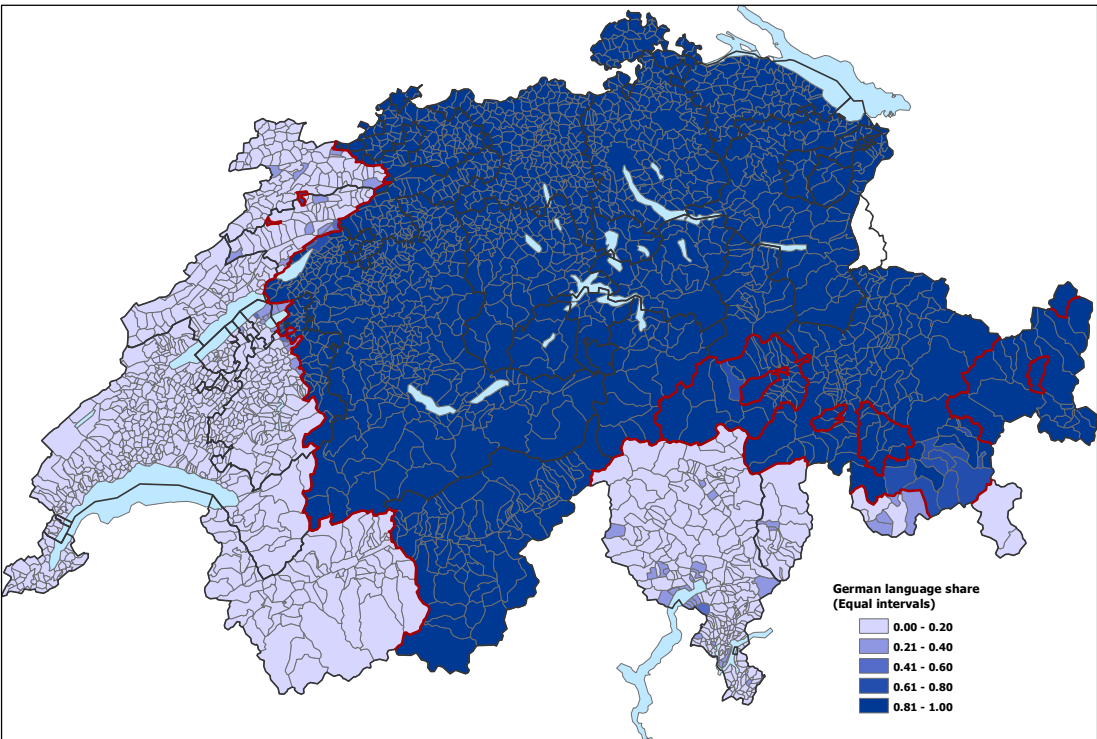 German language share
(Equal intervals)
0.00 - 0.20
0.21 - 0.40
0.41 - 0.60
0.61 - 0.80
0.81 - 1.00